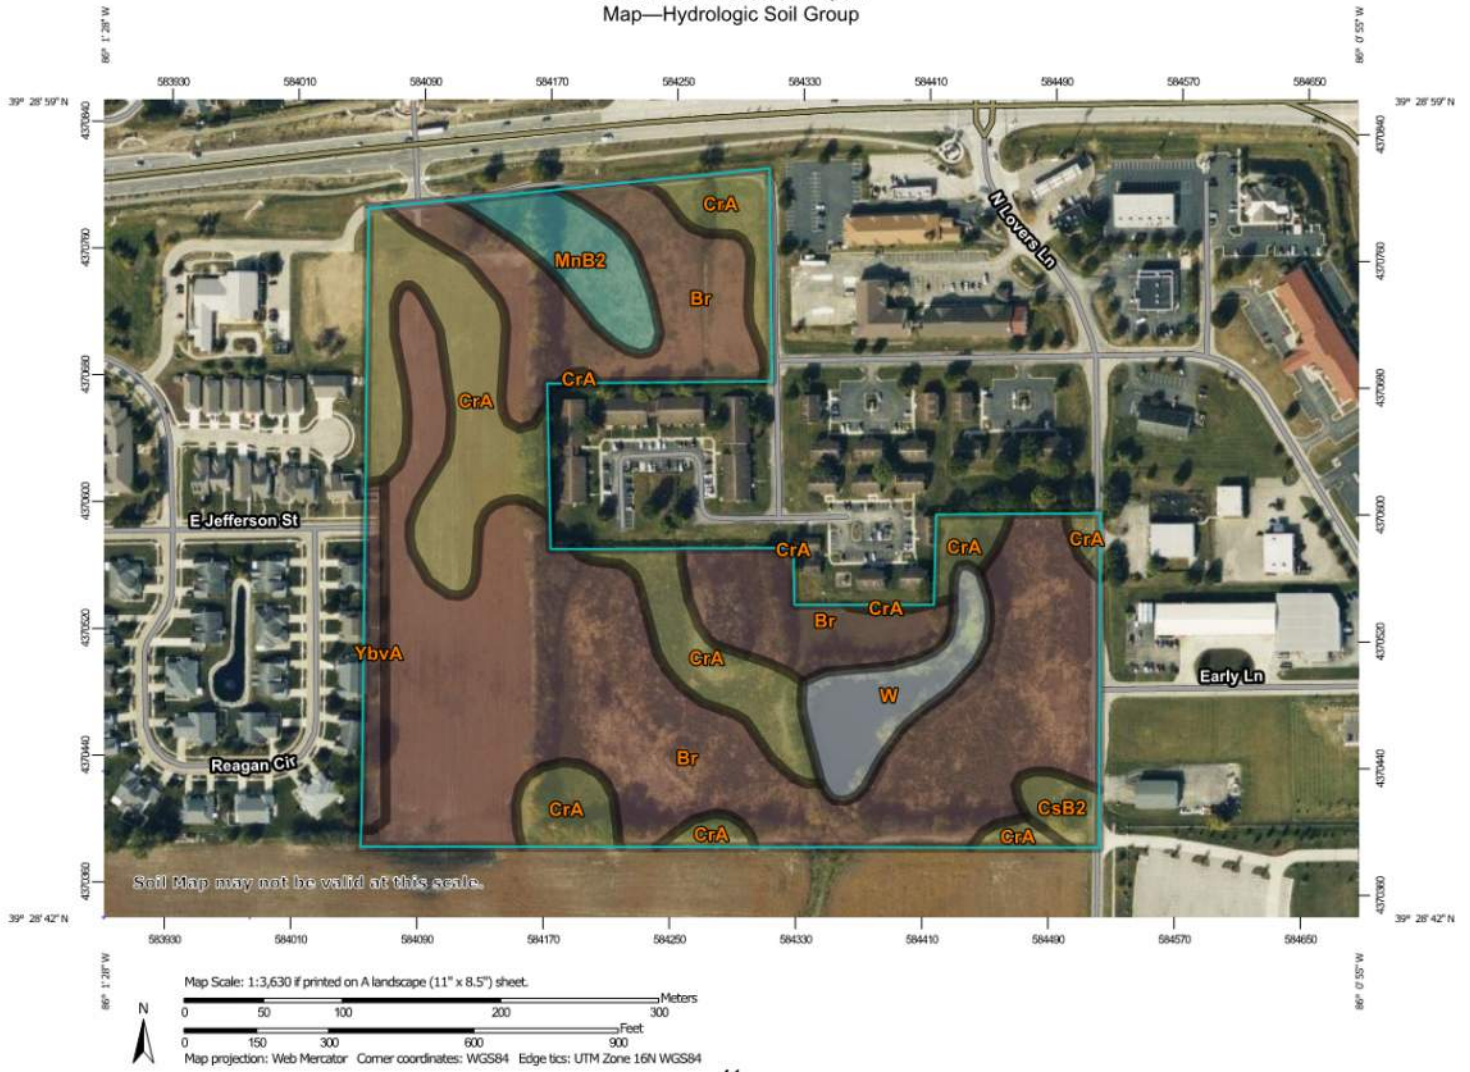 Map—Hydrologic Soil Group
86° 1' 28" W
86° 0' 55" W
583930 584010 584090 584170 584250 584330 584410 584490 584570 584650
39° 28' 59" N
39° 28' 59" N
4370840
4370840
N Lovers Ln
CrA
MnB2
4370760
4370760
Br
4370680
4370680
CrA
CrA
4370600
4370600
E Jefferson St
CrA
CrA
CrA
CrA
Br
4370520
4370520
YbvA
CrA
Early Ln
W
4370440
4370440
Br
Reagan Cir
CrA
CsB2
CrA
CrA
4370360
4370360
Soil Map may not be valid at this scale.
39° 28' 42" N
39° 28' 42" N
583930 584010 584090 584170 584250 584330 584410 584490 584570 584650
86° 1' 28" W
86° 0' 55" W
Map Scale: 1:3,630 if printed on A landscape (11" x 8.5") sheet.
N
Meters
0 50 100 200 300
Feet
0 150 300 600 900
Map projection: Web Mercator Corner coordinates: WGS84 Edge tics: UTM Zone 16N WGS84